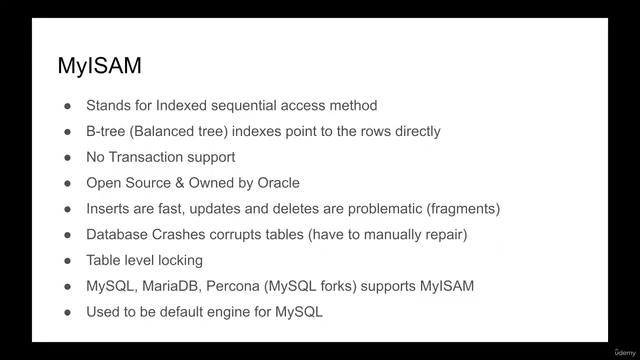 MyISAM
● Stands for Indexed sequential access method
● B-tree (Balanced tree) indexes point to the rows directly
● No Transaction support
● Open Source & Owned by Oracle
● Inserts are fast, updates and deletes are problematic (fragments)
● Database Crashes corrupts tables (have to manually repair)
● Table level locking
● MySQL, MariaDB, Percona (MySQL forks) supports MyISAM
● Used to be default engine for MySQL
udemy